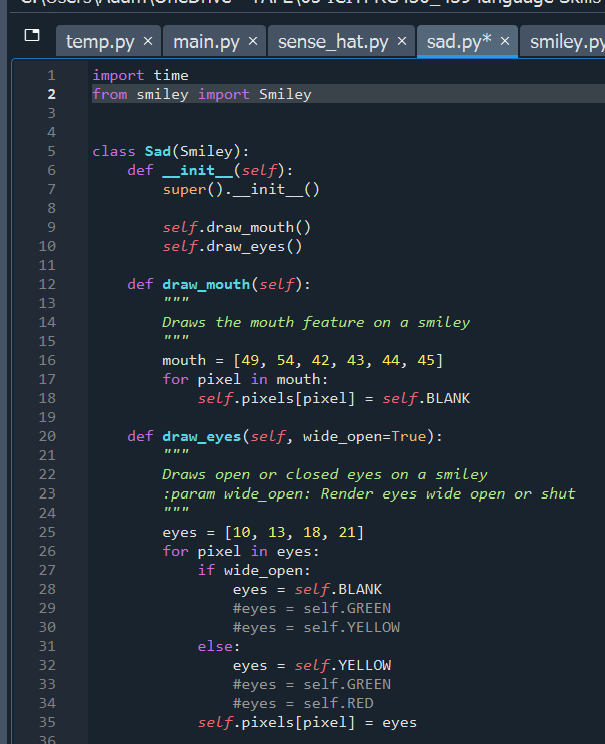 temp.py × main.py × sense_hat.py × sad.py* × smiley.py
1 import time
2 from smiley import Smiley
3
4
5 class Sad(Smiley):
6 def __init__(self):
7 super().__init__()
8
9 self.draw_mouth()
10 self.draw_eyes()
11
12 def draw_mouth(self):
13 """
14 Draws the mouth feature on a smiley
15 """
16 mouth = [49, 54, 42, 43, 44, 45]
17 for pixel in mouth:
18 self.pixels[pixel] = self.BLANK
19
20 def draw_eyes(self, wide_open=True):
21 """
22 Draws open or closed eyes on a smiley
23 :param wide_open: Render eyes wide open or shut
24 """
25 eyes = [10, 13, 18, 21]
26 for pixel in eyes:
27 if wide_open:
28 eyes = self.BLANK
29 #eyes = self.GREEN
30 #eyes = self.YELLOW
31 else:
32 eyes = self.YELLOW
33 #eyes = self.GREEN
34 #eyes = self.RED
35 self.pixels[pixel] = eyes
36